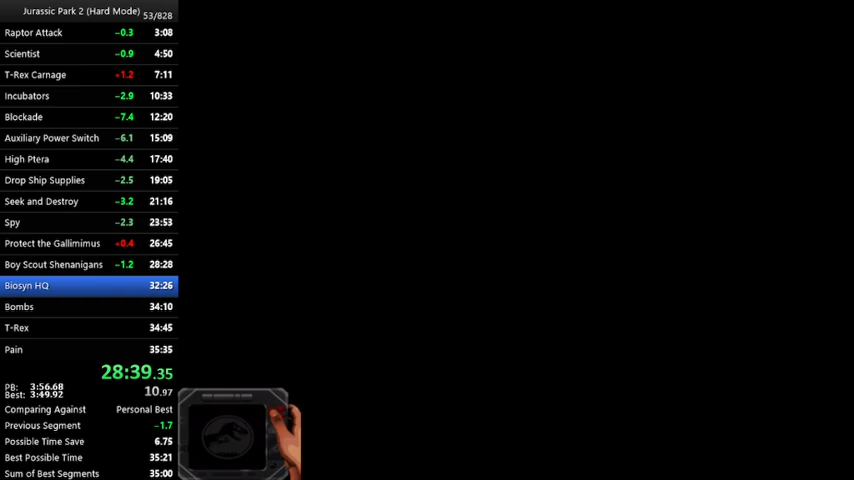 Jurassic Park 2 (Hard Mode) 53/828
Raptor Attack -0.3 3:08
Scientist -0.9 4:50
T-Rex Carnage +1.2 7:11
Incubators -2.9 10:33
Blockade -7.4 12:20
Auxiliary Power Switch -6.1 15:09
High Ptera -4.4 17:40
Drop Ship Supplies -2.5 19:05
Seek and Destroy -3.2 21:16
Spy -2.3 23:53
Protect the Gallimimus +0.4 26:45
Boy Scout Shenanigans -1.2 28:28
Biosyn HQ 32:26
Bombs 34:10
T-Rex 34:45
Pain 35:35
28:39.35
PB: 3:56.68 10.97
Best: 3:49.92
Comparing Against Personal Best
Previous Segment -1.7
Possible Time Save 6.75
Best Possible Time 35:21
Sum of Best Segments 35:00